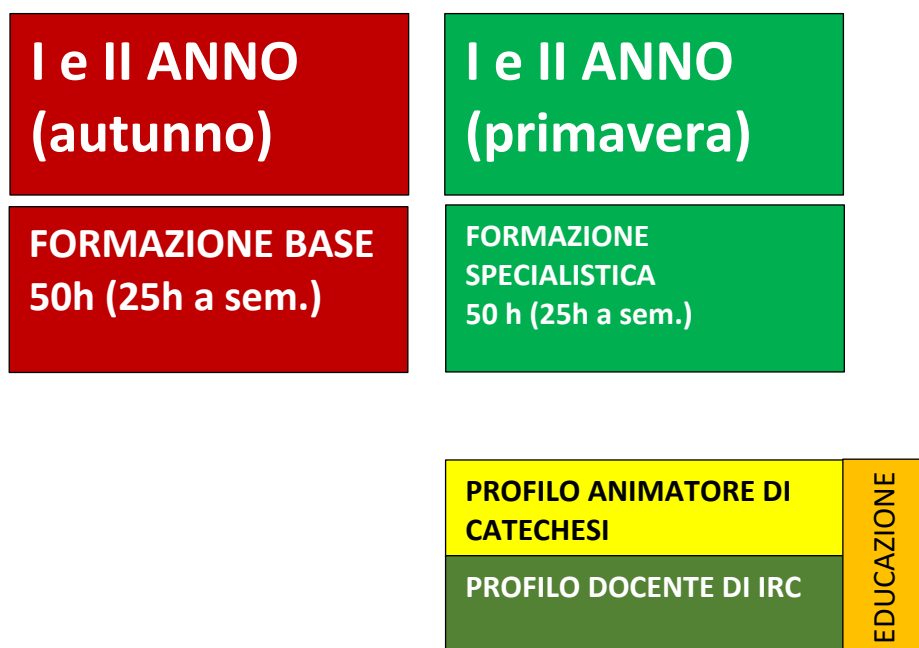 I e II ANNO
(autunno)
I e II ANNO
(primavera)
FORMAZIONE BASE
50h (25h a sem.)
FORMAZIONE
SPECIALISTICA
50 h (25h a sem.)
PROFILO ANIMATORE DI
CATECHESI
PROFILO DOCENTE DI IRC
EDUCAZIONE